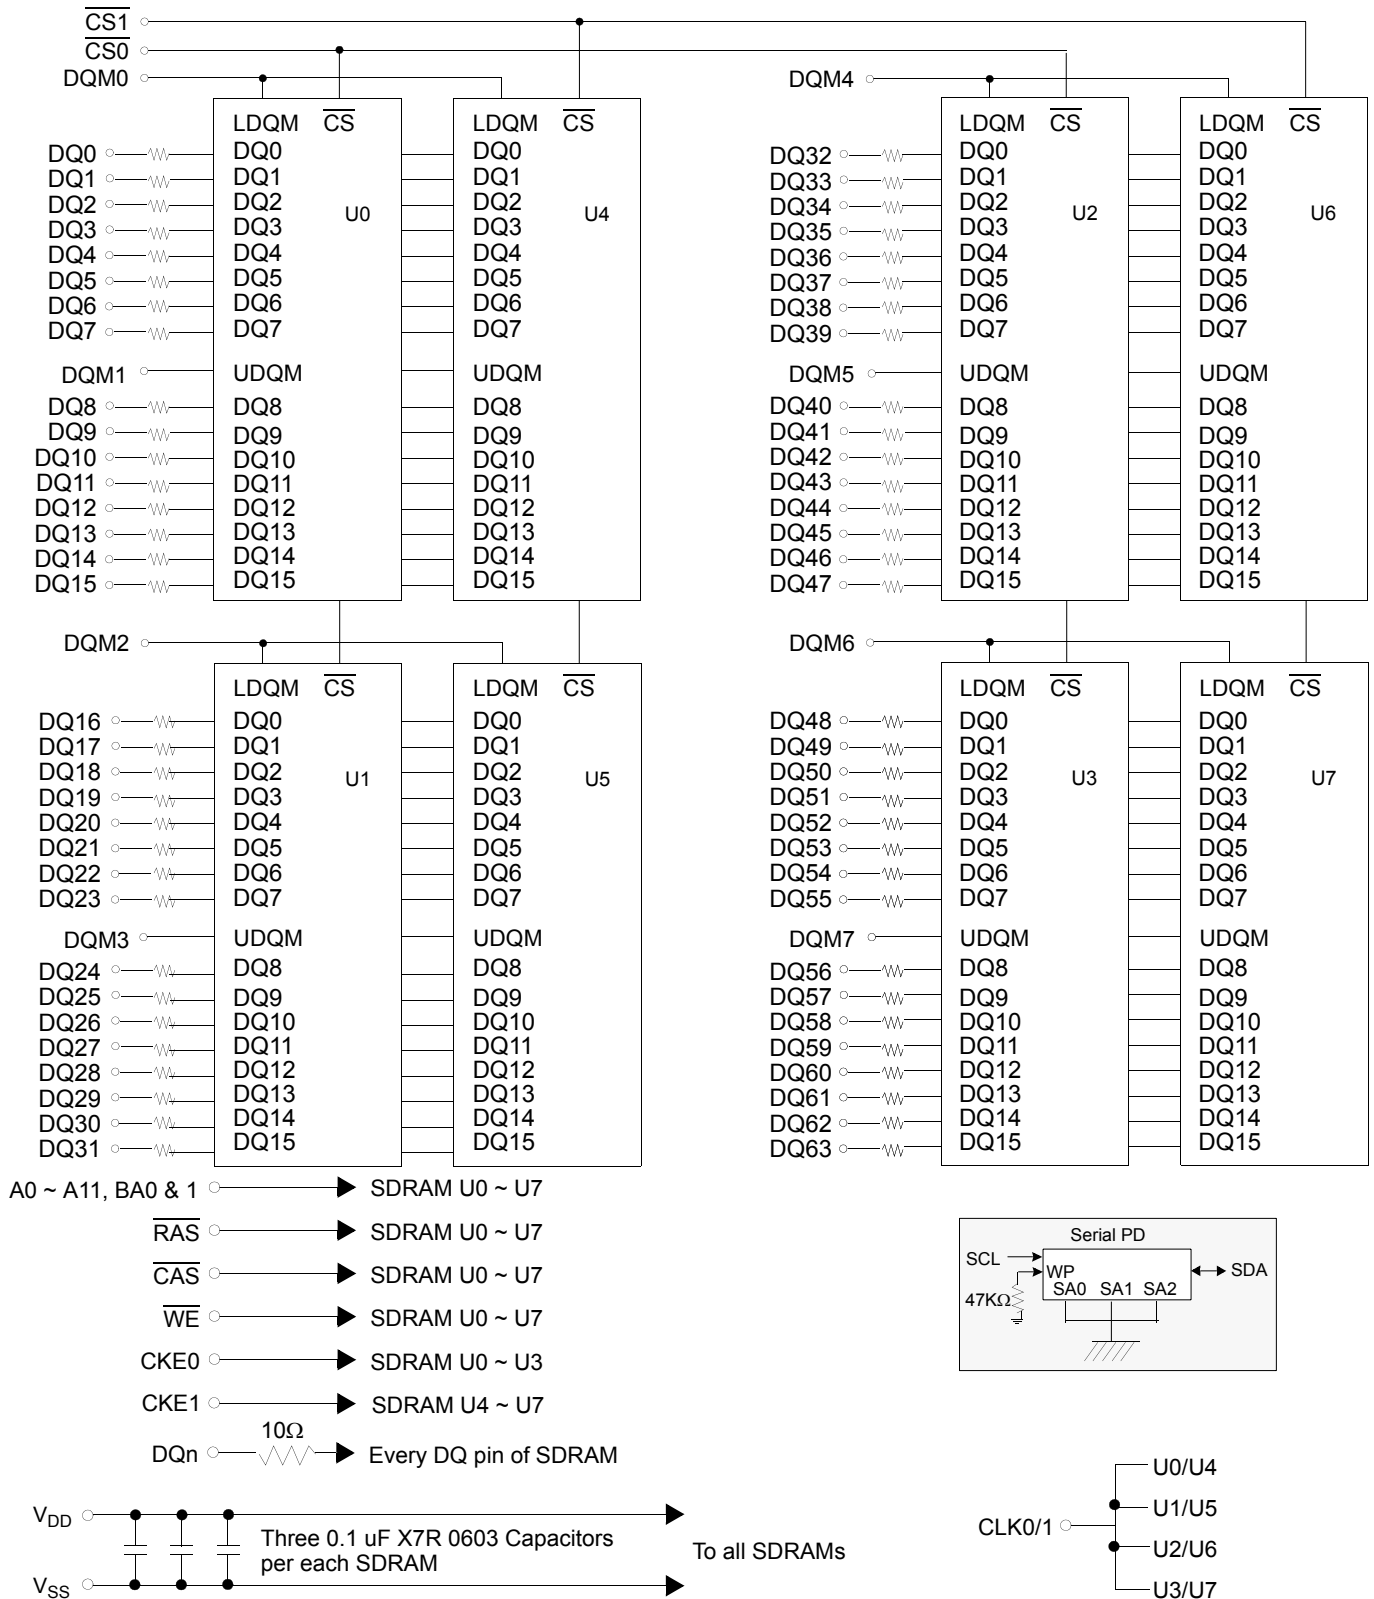 CS1
CS0
DQM0
LDQM CS
LDQM CS
DQ0 DQ0 DQ0
DQ1 DQ1 DQ1
DQ2 DQ2 DQ2
U0 U4
DQ3 DQ3 DQ3
DQ4 DQ4 DQ4
DQ5 DQ5 DQ5
DQ6 DQ6 DQ6
DQ7 DQ7 DQ7
DQM1 UDQM UDQM
DQ8 DQ8 DQ8
DQ9 DQ9 DQ9
DQ10 DQ10 DQ10
DQ11 DQ11 DQ11
DQ12 DQ12 DQ12
DQ13 DQ13 DQ13
DQ14 DQ14 DQ14
DQ15 DQ15 DQ15
DQM4
LDQM CS
LDQM CS
DQ32 DQ0 DQ0
DQ33 DQ1 DQ1
DQ34 DQ2 DQ2
U2 U6
DQ35 DQ3 DQ3
DQ36 DQ4 DQ4
DQ37 DQ5 DQ5
DQ38 DQ6 DQ6
DQ39 DQ7 DQ7
DQM5 UDQM UDQM
DQ40 DQ8 DQ8
DQ41 DQ9 DQ9
DQ42 DQ10 DQ10
DQ43 DQ11 DQ11
DQ44 DQ12 DQ12
DQ45 DQ13 DQ13
DQ46 DQ14 DQ14
DQ47 DQ15 DQ15
DQM2
LDQM CS
LDQM CS
DQ16 DQ0 DQ0
DQ17 DQ1 DQ1
DQ18 DQ2 DQ2
U1 U5
DQ19 DQ3 DQ3
DQ20 DQ4 DQ4
DQ21 DQ5 DQ5
DQ22 DQ6 DQ6
DQ23 DQ7 DQ7
DQM3 UDQM UDQM
DQ24 DQ8 DQ8
DQ25 DQ9 DQ9
DQ26 DQ10 DQ10
DQ27 DQ11 DQ11
DQ28 DQ12 DQ12
DQ29 DQ13 DQ13
DQ30 DQ14 DQ14
DQ31 DQ15 DQ15
DQM6
LDQM CS
LDQM CS
DQ48 DQ0 DQ0
DQ49 DQ1 DQ1
DQ50 DQ2 DQ2
U3 U7
DQ51 DQ3 DQ3
DQ52 DQ4 DQ4
DQ53 DQ5 DQ5
DQ54 DQ6 DQ6
DQ55 DQ7 DQ7
DQM7 UDQM UDQM
DQ56 DQ8 DQ8
DQ57 DQ9 DQ9
DQ58 DQ10 DQ10
DQ59 DQ11 DQ11
DQ60 DQ12 DQ12
DQ61 DQ13 DQ13
DQ62 DQ14 DQ14
DQ63 DQ15 DQ15
A0 ~ A11, BA0 & 1 SDRAM U0 ~ U7
RAS SDRAM U0 ~ U7
CAS SDRAM U0 ~ U7
WE SDRAM U0 ~ U7
CKE0 SDRAM U0 ~ U3
CKE1 SDRAM U4 ~ U7
10Ω
DQn Every DQ pin of SDRAM
Serial PD
SCL
WP
SDA
47KΩ
SA0 SA1 SA2
VDD
Three 0.1 uF X7R 0603 Capacitors
per each SDRAM
To all SDRAMs
VSS
U0/U4
U1/U5
CLK0/1
U2/U6
U3/U7